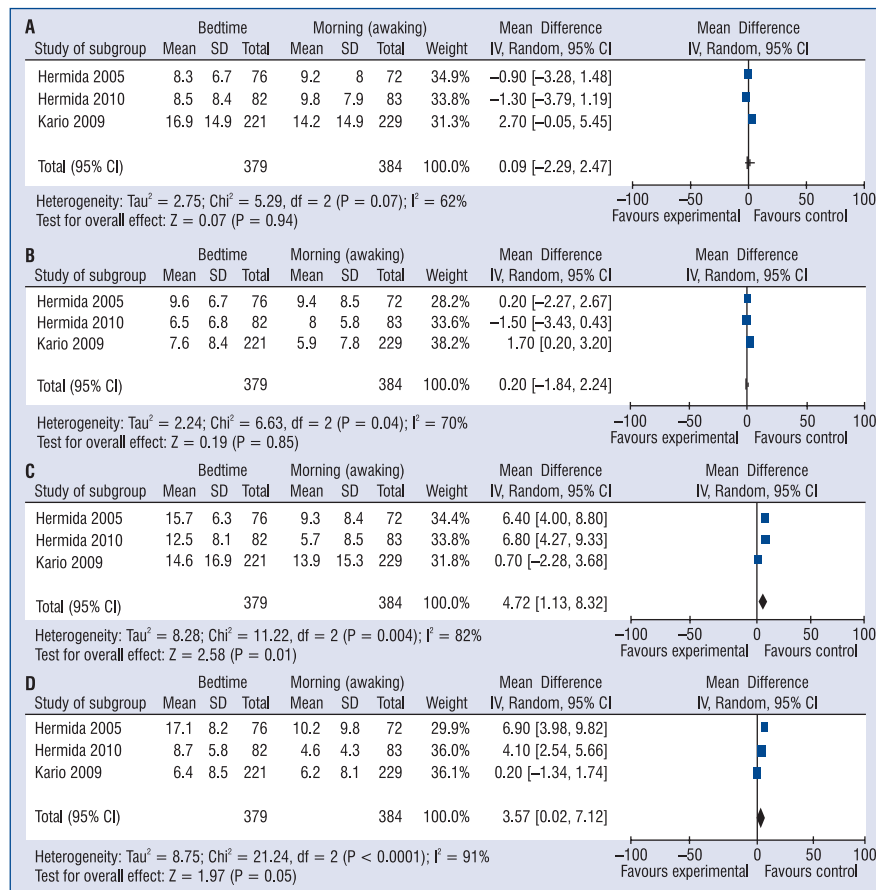 A
Bedtime Morning (awaking) Mean Difference Mean Difference
Study of subgroup Mean SD Total Mean SD Total Weight IV, Random, 95% CI IV, Random, 95% CI
Hermida 2005 8.3 6.7 76 9.2 8 72 34.9% −0.90 [−3.28, 1.48]
Hermida 2010 8.5 8.4 82 9.8 7.9 83 33.8% −1.30 [−3.79, 1.19]
Kario 2009 16.9 14.9 221 14.2 14.9 229 31.3% 2.70 [−0.05, 5.45]
Total (95% CI) 379 384 100.0% 0.09 [−2.29, 2.47]
Heterogeneity: Tau² = 2.75; Chi² = 5.29, df = 2 (P = 0.07); I² = 62%
Test for overall effect: Z = 0.07 (P = 0.94)
−100 −50 0 50 100
Favours experimental Favours control
B
Bedtime Morning (awaking) Mean Difference Mean Difference
Study of subgroup Mean SD Total Mean SD Total Weight IV, Random, 95% CI IV, Random, 95% CI
Hermida 2005 9.6 6.7 76 9.4 8.5 72 28.2% 0.20 [−2.27, 2.67]
Hermida 2010 6.5 6.8 82 8 5.8 83 33.6% −1.50 [−3.43, 0.43]
Kario 2009 7.6 8.4 221 5.9 7.8 229 38.2% 1.70 [0.20, 3.20]
Total (95% CI) 379 384 100.0% 0.20 [−1.84, 2.24]
Heterogeneity: Tau² = 2.24; Chi² = 6.63, df = 2 (P = 0.04); I² = 70%
Test for overall effect: Z = 0.19 (P = 0.85)
−100 −50 0 50 100
Favours experimental Favours control
C
Bedtime Morning (awaking) Mean Difference Mean Difference
Study of subgroup Mean SD Total Mean SD Total Weight IV, Random, 95% CI IV, Random, 95% CI
Hermida 2005 15.7 6.3 76 9.3 8.4 72 34.4% 6.40 [4.00, 8.80]
Hermida 2010 12.5 8.1 82 5.7 8.5 83 33.8% 6.80 [4.27, 9.33]
Kario 2009 14.6 16.9 221 13.9 15.3 229 31.8% 0.70 [−2.28, 3.68]
Total (95% CI) 379 384 100.0% 4.72 [1.13, 8.32]
Heterogeneity: Tau² = 8.28; Chi² = 11.22, df = 2 (P = 0.004); I² = 82%
Test for overall effect: Z = 2.58 (P = 0.01)
−100 −50 0 50 100
Favours experimental Favours control
D
Bedtime Morning (awaking) Mean Difference Mean Difference
Study of subgroup Mean SD Total Mean SD Total Weight IV, Random, 95% CI IV, Random, 95% CI
Hermida 2005 17.1 8.2 76 10.2 9.8 72 29.9% 6.90 [3.98, 9.82]
Hermida 2010 8.7 5.8 82 4.6 4.3 83 36.0% 4.10 [2.54, 5.66]
Kario 2009 6.4 8.5 221 6.2 8.1 229 36.1% 0.20 [−1.34, 1.74]
Total (95% CI) 379 384 100.0% 3.57 [0.02, 7.12]
Heterogeneity: Tau² = 8.75; Chi² = 21.24, df = 2 (P < 0.0001); I² = 91%
Test for overall effect: Z = 1.97 (P = 0.05)
−100 −50 0 50 100
Favours experimental Favours control